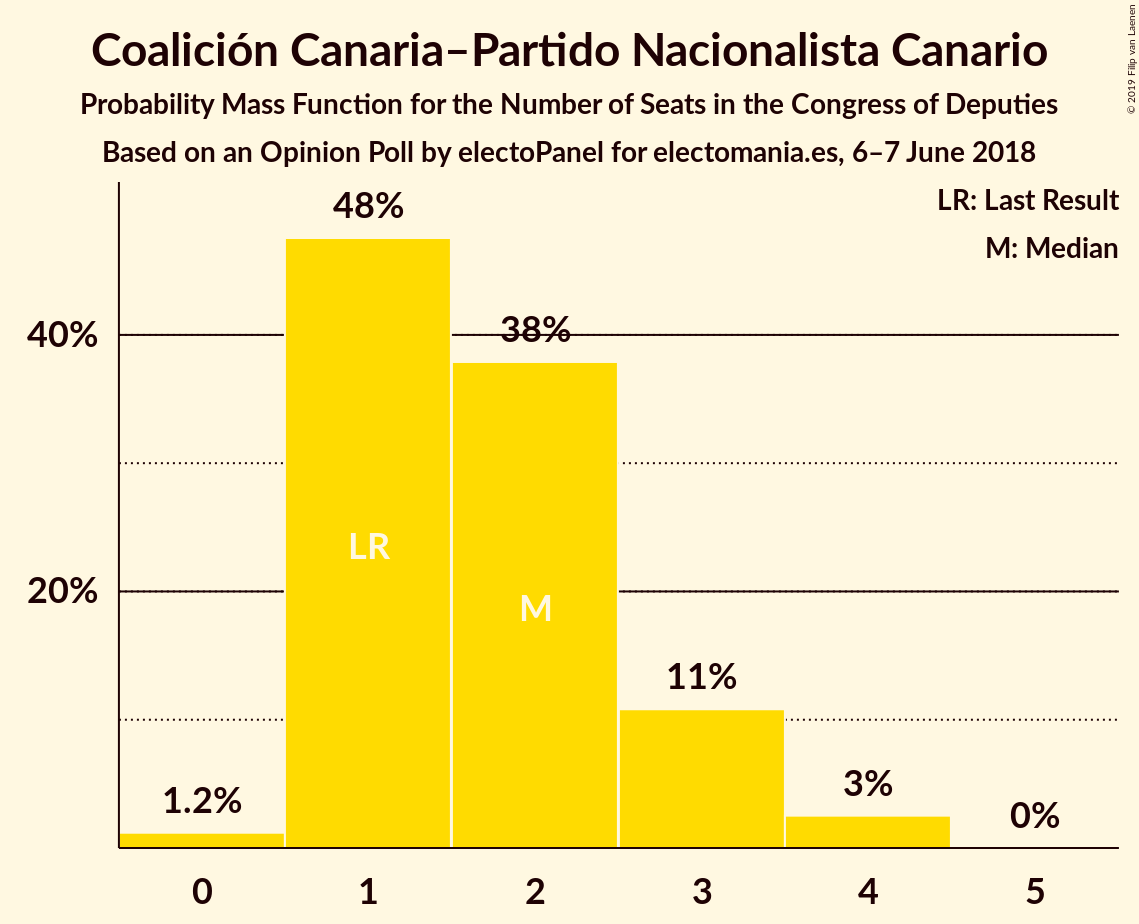 Coalición Canaria–Partido Nacionalista Canario
Probability Mass Function for the Number of Seats in the Congress of Deputies
Based on an Opinion Poll by electoPanel for electomania.es, 6–7 June 2018
© 2019 Filip van Laenen
LR: Last Result
M: Median
48%
38%
40%
LR
20%
M
11%
3%
1.2%
0%
0 1 2 3 4 5